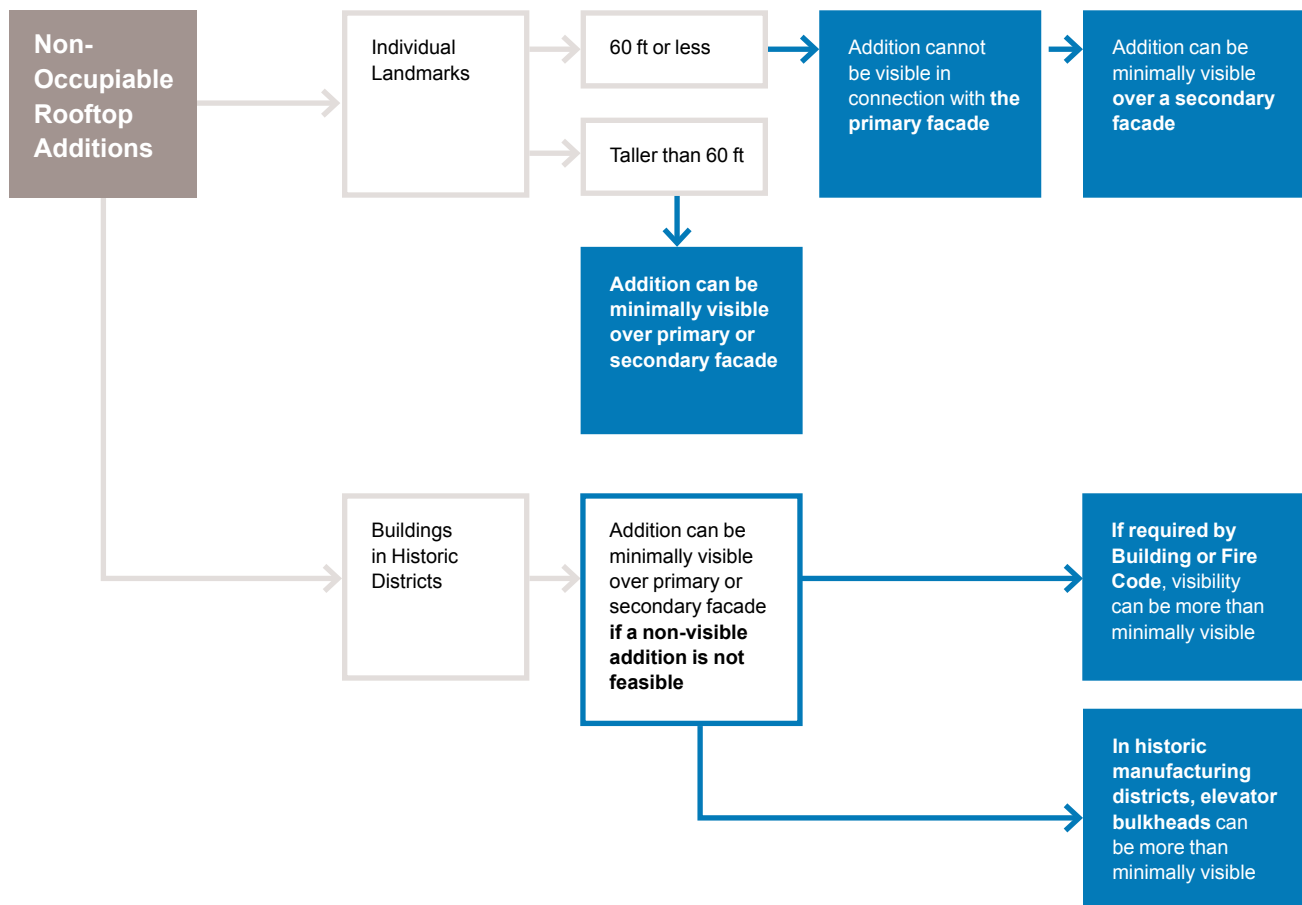 Non-
Occupiable
Rooftop
Additions
Individual
Landmarks
60 ft or less
Addition cannot
be visible in
connection with the
primary facade
Addition can be
minimally visible
over a secondary
facade
Taller than 60 ft
Addition can be
minimally visible
over primary or
secondary facade
Buildings
in Historic
Districts
Addition can be
minimally visible
over primary or
secondary facade
if a non-visible
addition is not
feasible
If required by
Building or Fire
Code, visibility
can be more than
minimally visible
In historic
manufacturing
districts, elevator
bulkheads can
be more than
minimally visible